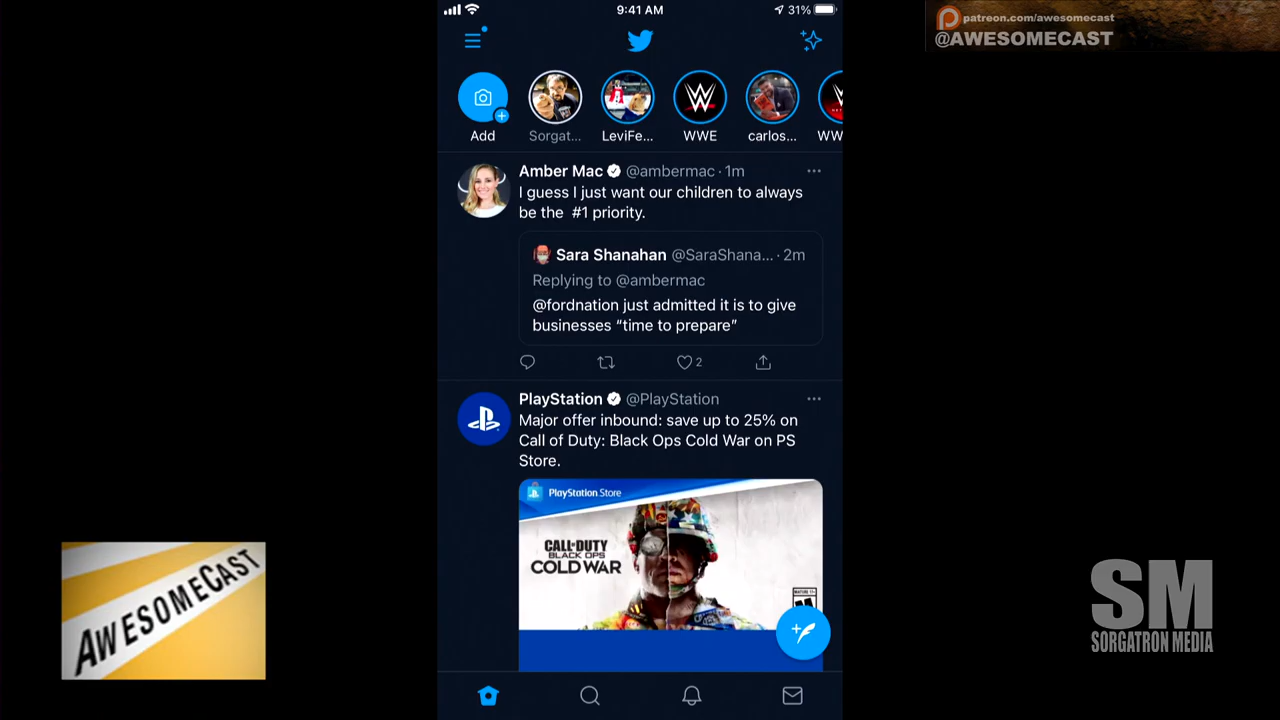 9:41 AM
31%
patreon.com/awesomecast
@AWESOMECAST
Add
Sorgat...
LeviFe...
WWE
carlos...
WW
Amber Mac @ambermac · 1m
I guess I just want our children to always
be the #1 priority.
Sara Shanahan @SaraShana... · 2m
Replying to @ambermac
@fordnation just admitted it is to give
businesses “time to prepare”
2
PlayStation @PlayStation
Major offer inbound: save up to 25% on
Call of Duty: Black Ops Cold War on PS
Store.
PlayStation Store
CALL OF DUTY
BLACK OPS
COLD WAR
MATURE 17+
AWESOMECAST
SM
SORGATRON MEDIA